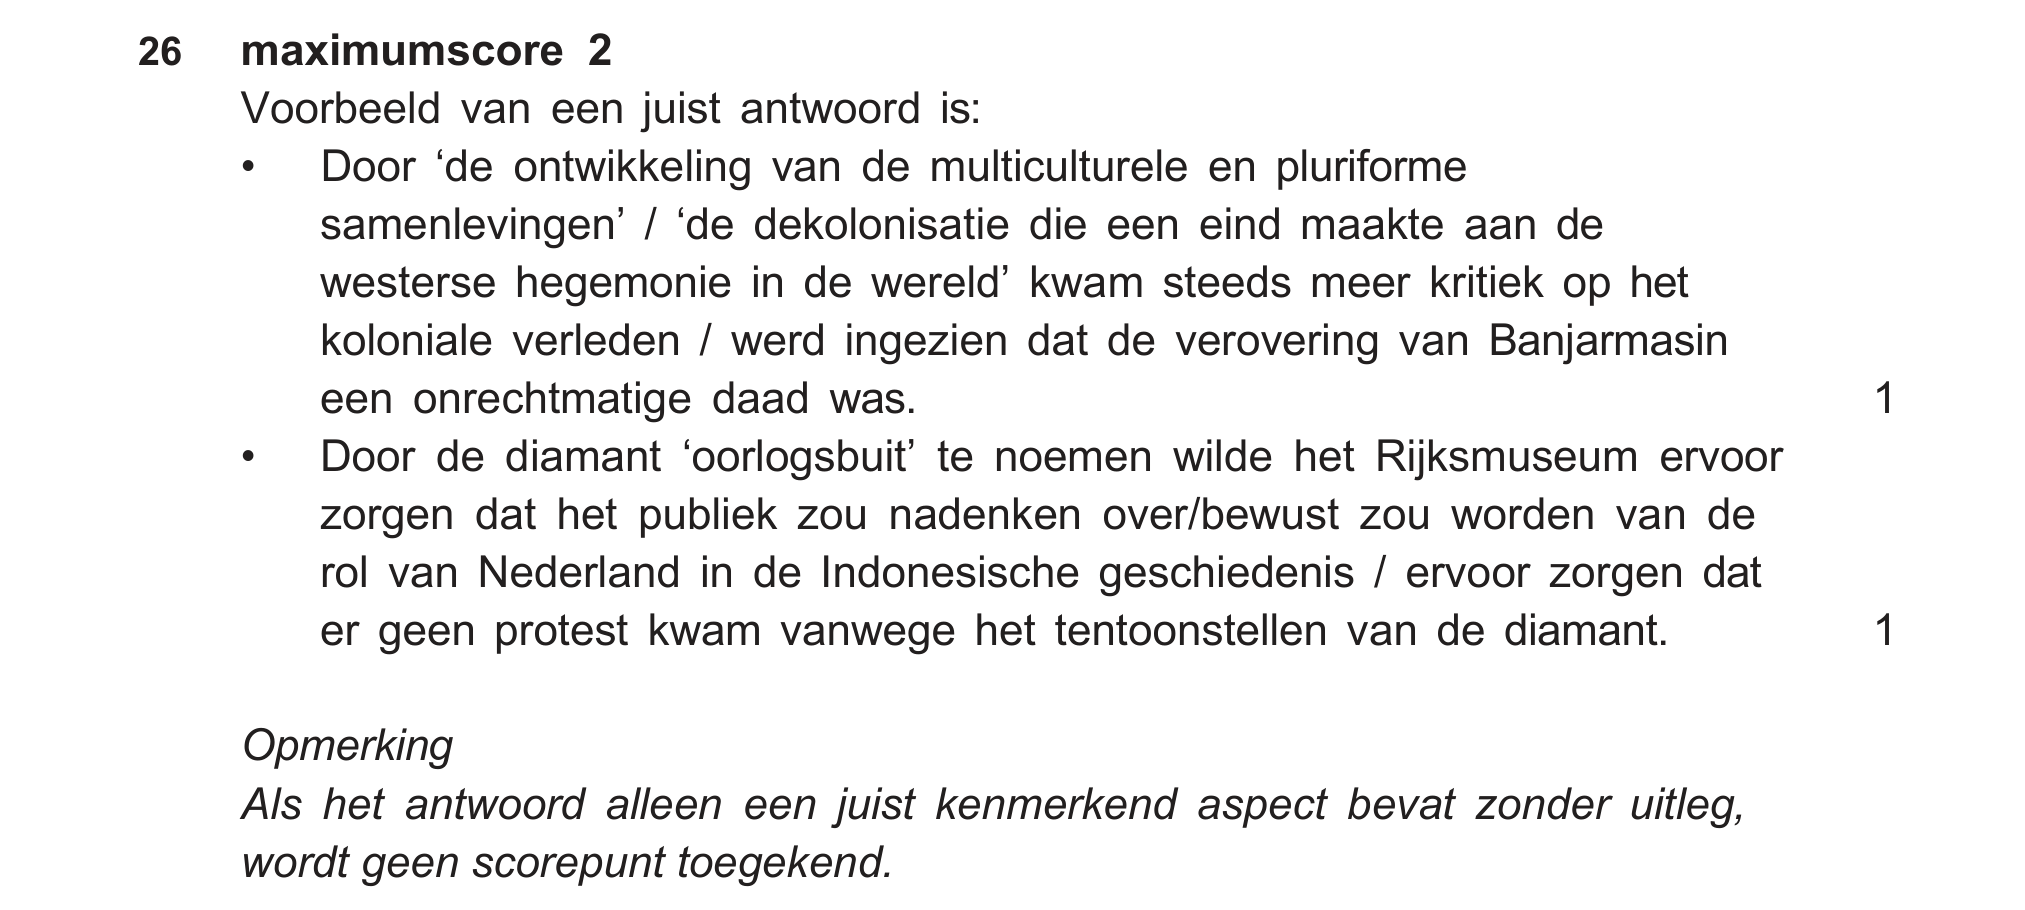 26 maximumscore 2
Voorbeeld van een juist antwoord is:
• Door ‘de ontwikkeling van de multiculturele en pluriforme
samenlevingen’ / ‘de dekolonisatie die een eind maakte aan de
westerse hegemonie in de wereld’ kwam steeds meer kritiek op het
koloniale verleden / werd ingezien dat de verovering van Banjarmasin
een onrechtmatige daad was. 1
• Door de diamant ‘oorlogsbuit’ te noemen wilde het Rijksmuseum ervoor
zorgen dat het publiek zou nadenken over/bewust zou worden van de
rol van Nederland in de Indonesische geschiedenis / ervoor zorgen dat
er geen protest kwam vanwege het tentoonstellen van de diamant. 1
Opmerking
Als het antwoord alleen een juist kenmerkend aspect bevat zonder uitleg,
wordt geen scorepunt toegekend.